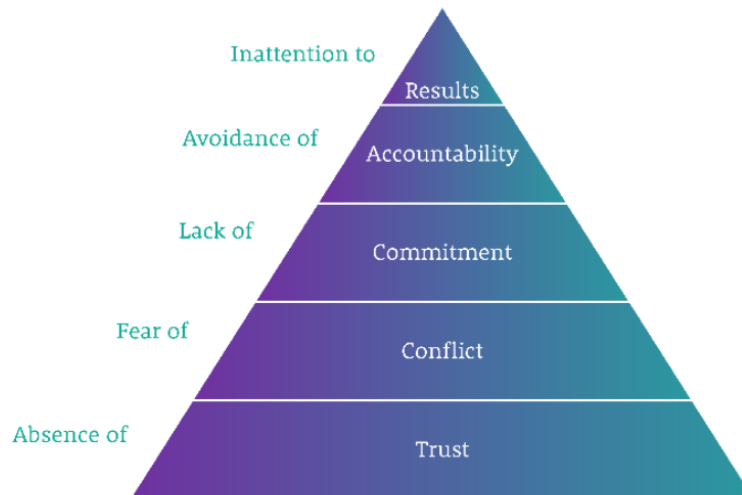 Inattention to
Results
Avoidance of
Accountability
Lack of
Commitment
Fear of
Conflict
Absence of
Trust